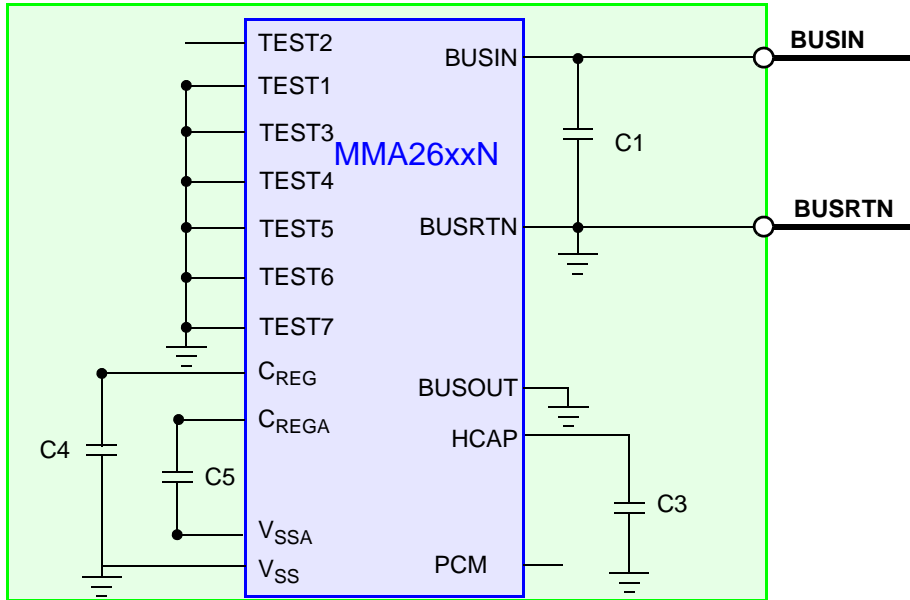 TEST2
TEST1
TEST3
TEST4
TEST5
TEST6
TEST7
CREG
CREGA
VSSA
VSS
MMA26xxN
BUSIN
BUSRTN
BUSOUT
HCAP
PCM
C4
C5
C1
C3
BUSIN
BUSRTN